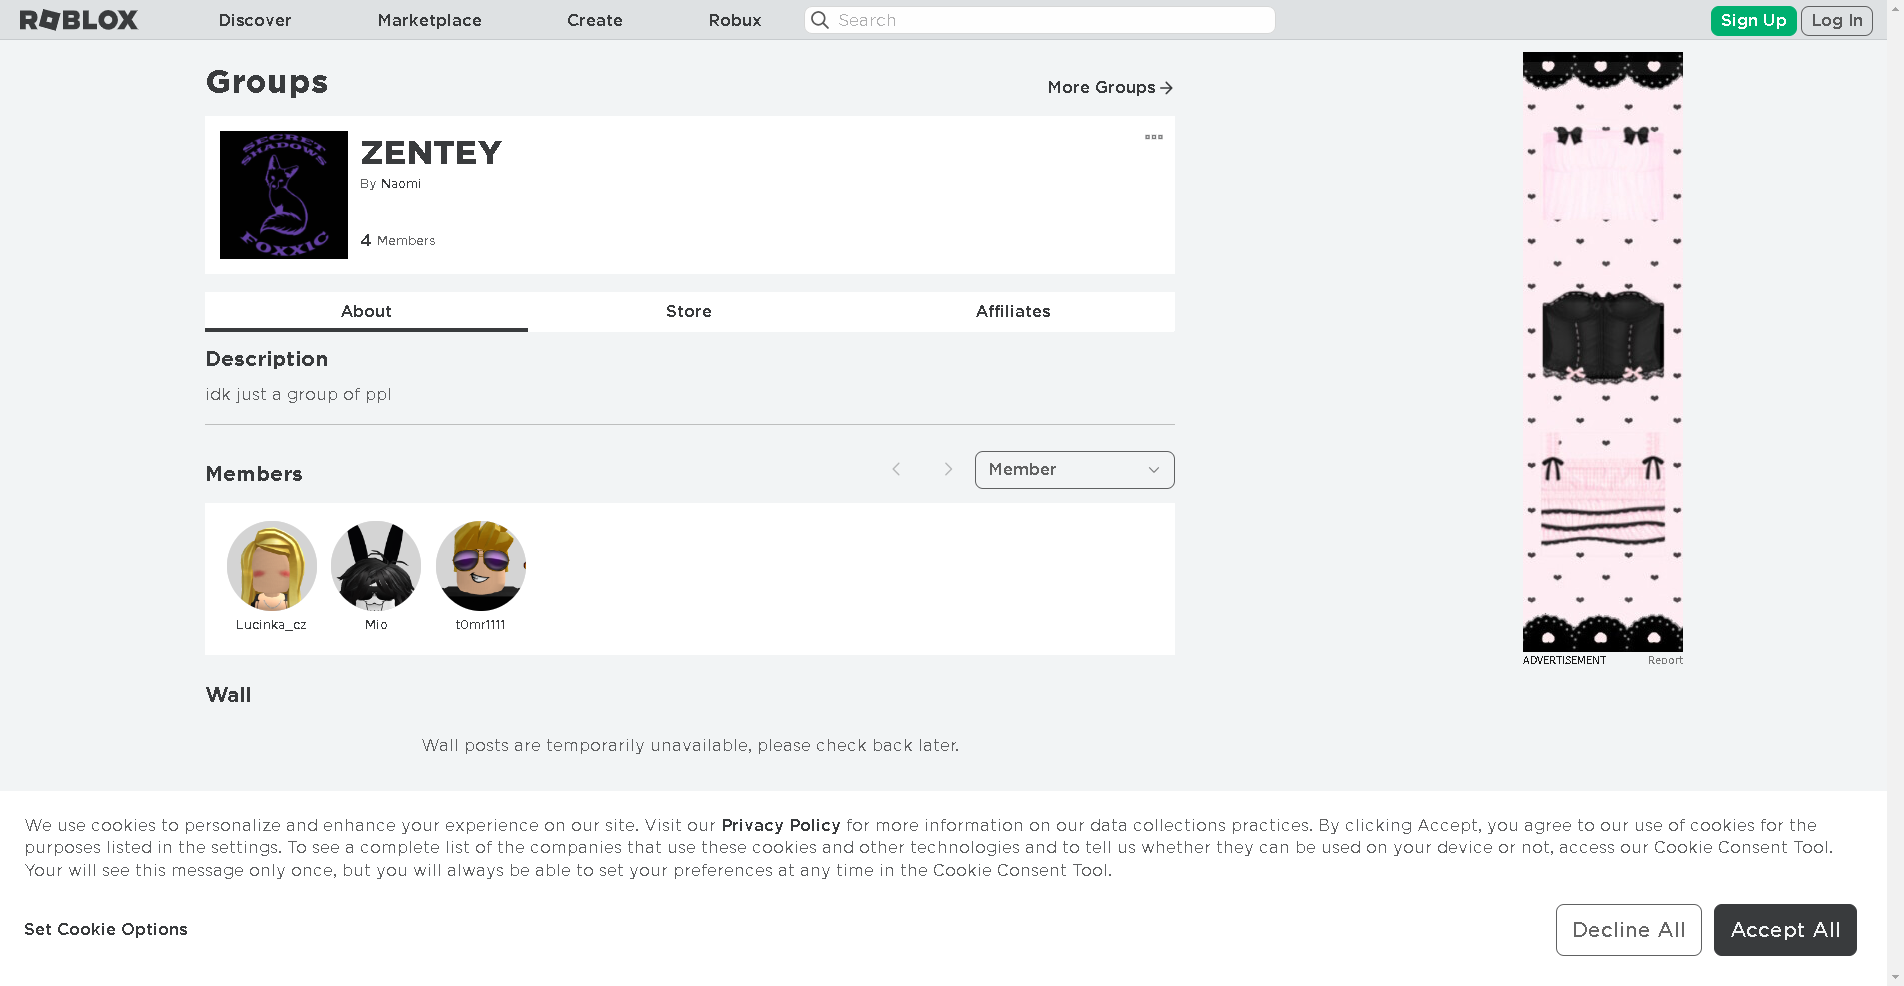 ROBLOX
Discover
Marketplace
Create
Robux
Search
Sign Up
Log In
Groups
More Groups
SECRET
SHADOWS
FOXXIC
ZENTEY
By Naomi
4 Members
About
Store
Affiliates
Description
idk just a group of ppl
Members
Member
Lucinka_cz
Mio
t0mr1111
ADVERTISEMENT
Report
Wall
Wall posts are temporarily unavailable, please check back later.
We use cookies to personalize and enhance your experience on our site. Visit our Privacy Policy for more information on our data collections practices. By clicking Accept, you agree to our use of cookies for the
purposes listed in the settings. To see a complete list of the companies that use these cookies and other technologies and to tell us whether they can be used on your device or not, access our Cookie Consent Tool.
Your will see this message only once, but you will always be able to set your preferences at any time in the Cookie Consent Tool.
Set Cookie Options
Decline All
Accept All